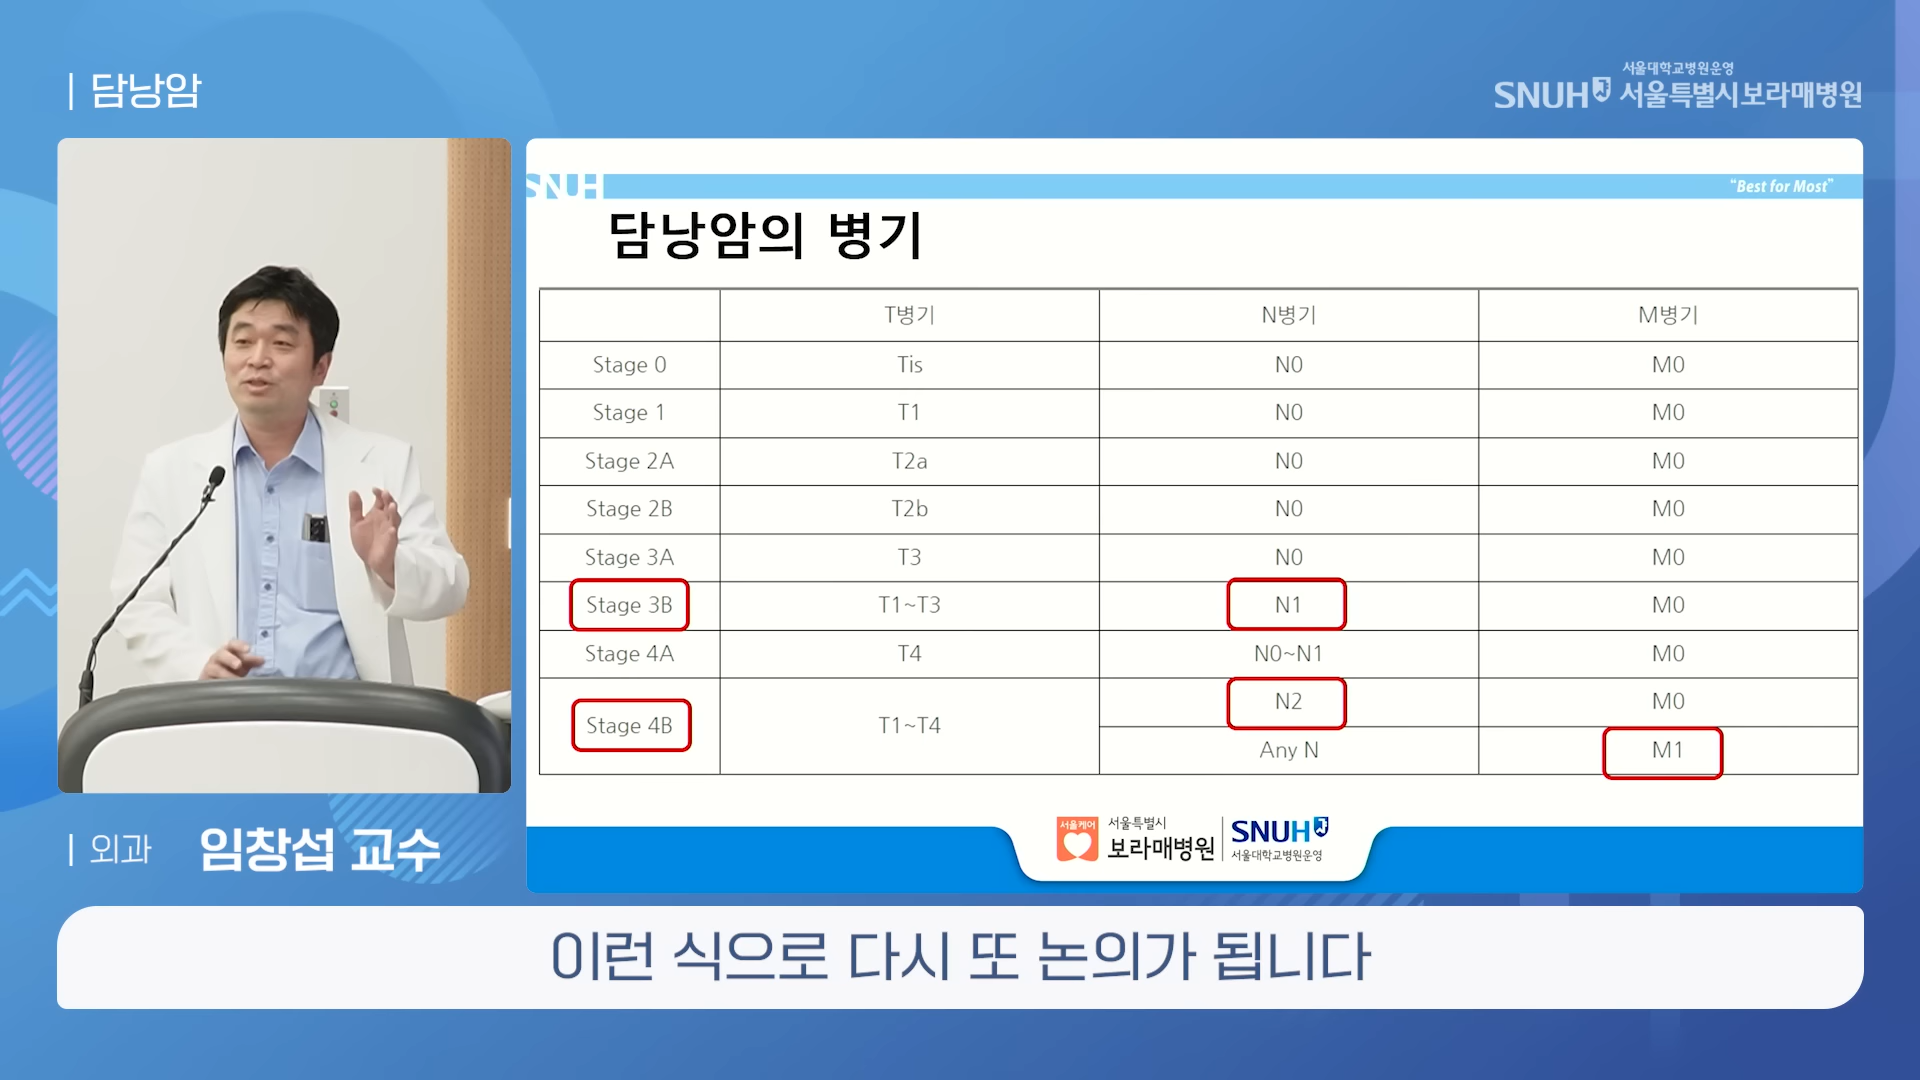 | 담낭암
서울대학교병원운영
SNUH 서울특별시보라매병원
SNUH
“Best for Most”
담낭암의 병기
T병기 N병기 M병기
Stage 0 Tis N0 M0
Stage 1 T1 N0 M0
Stage 2A T2a N0 M0
Stage 2B T2b N0 M0
Stage 3A T3 N0 M0
Stage 3B T1~T3 N1 M0
Stage 4A T4 N0~N1 M0
Stage 4B T1~T4 N2 M0
Any N M1
서울케어
서울특별시
보라매병원
SNUH
서울대학교병원운영
| 외과 임창섭 교수
이런 식으로 다시 또 논의가 됩니다